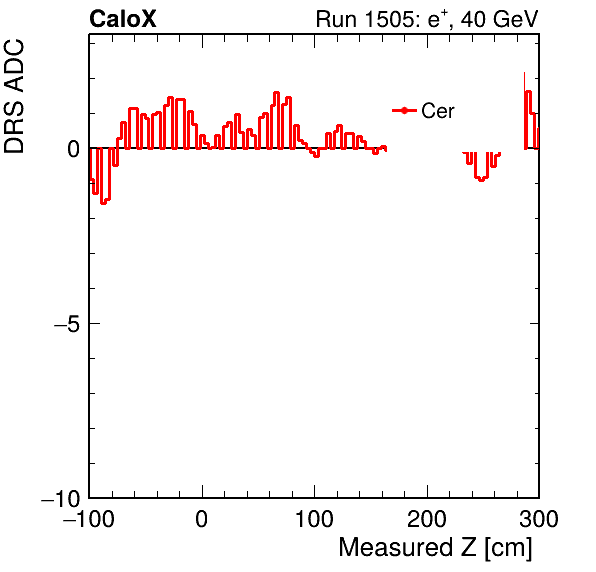 CaloX Run 1505: e⁺, 40 GeV
DRS ADC
Cer
0
−5
−10
−100 0 100 200 300
Measured Z [cm]